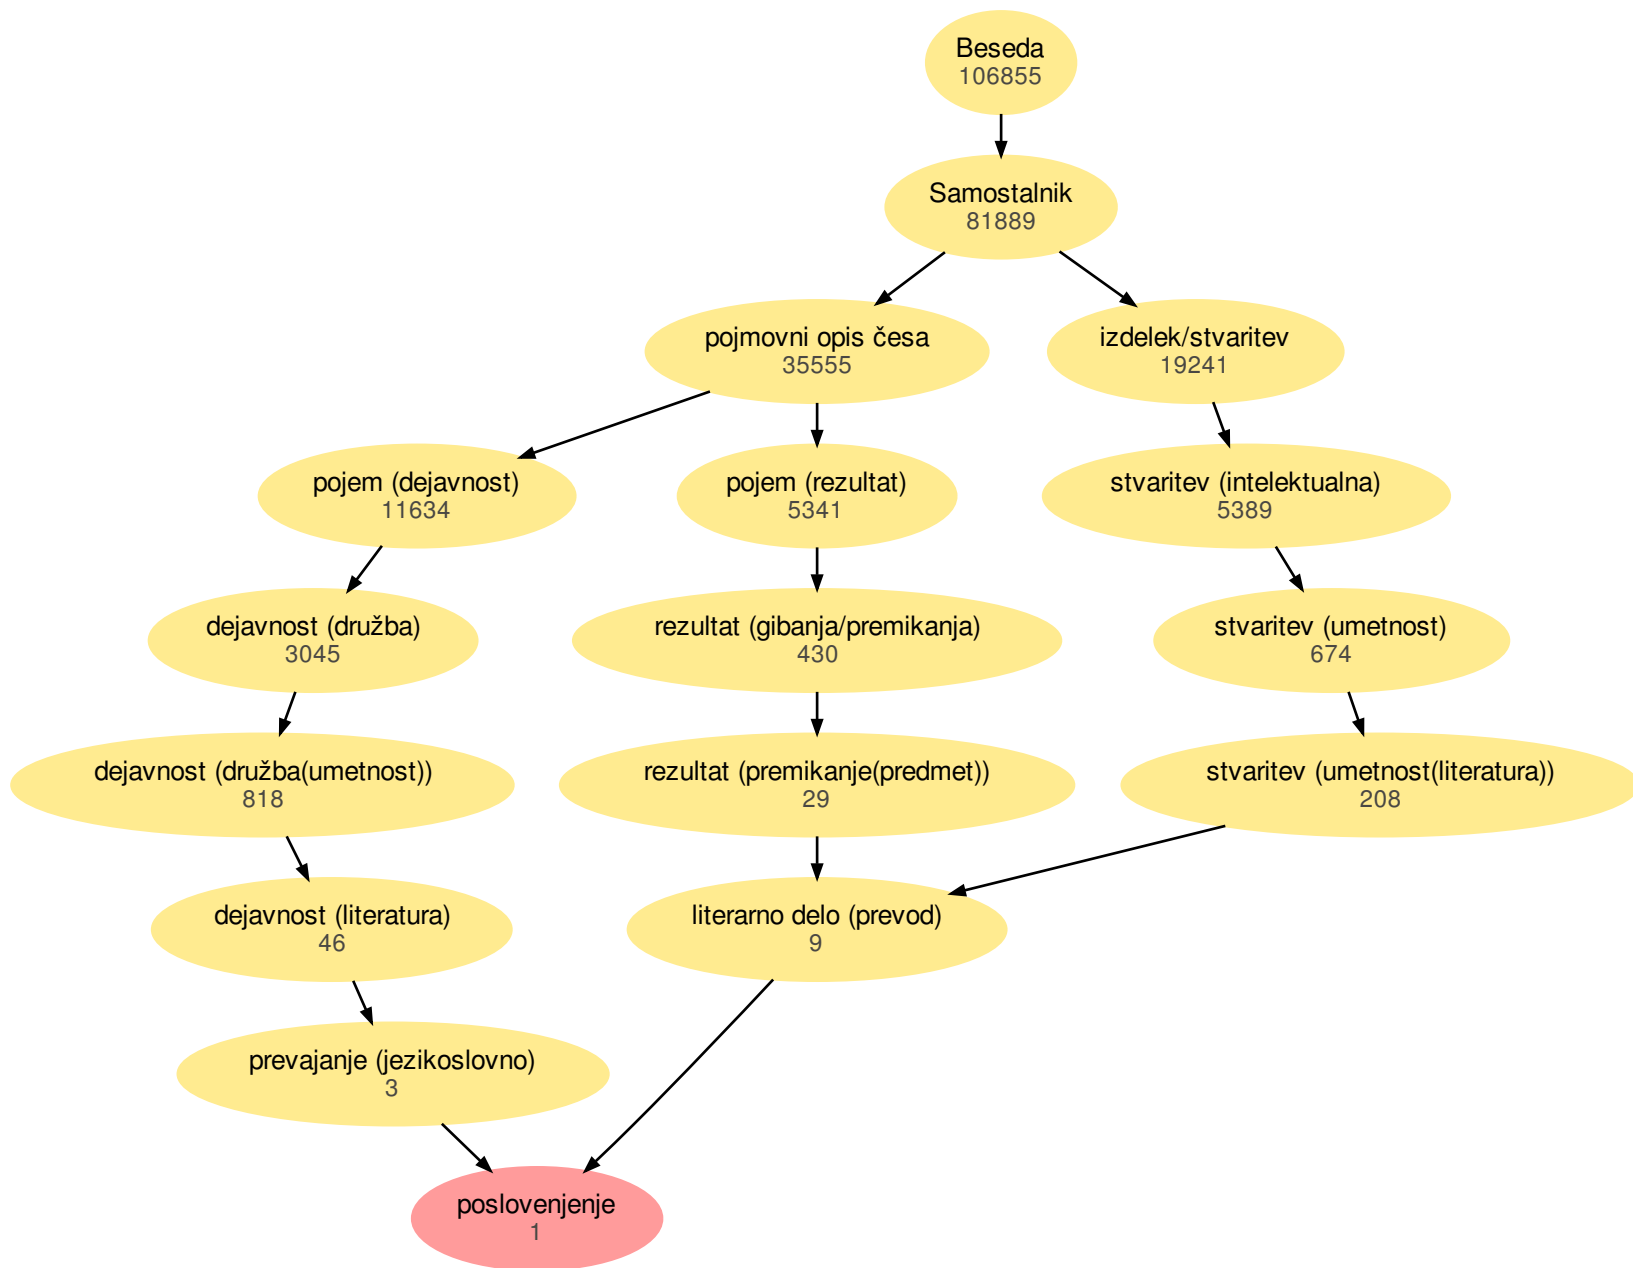 Beseda
106855
Samostalnik
81889
pojmovni opis česa
35555
izdelek/stvaritev
19241
pojem (dejavnost)
11634
pojem (rezultat)
5341
stvaritev (intelektualna)
5389
dejavnost (družba)
3045
rezultat (gibanja/premikanja)
430
stvaritev (umetnost)
674
dejavnost (družba(umetnost))
818
rezultat (premikanje(predmet))
29
stvaritev (umetnost(literatura))
208
dejavnost (literatura)
46
literarno delo (prevod)
9
prevajanje (jezikoslovno)
3
poslovenjenje
1